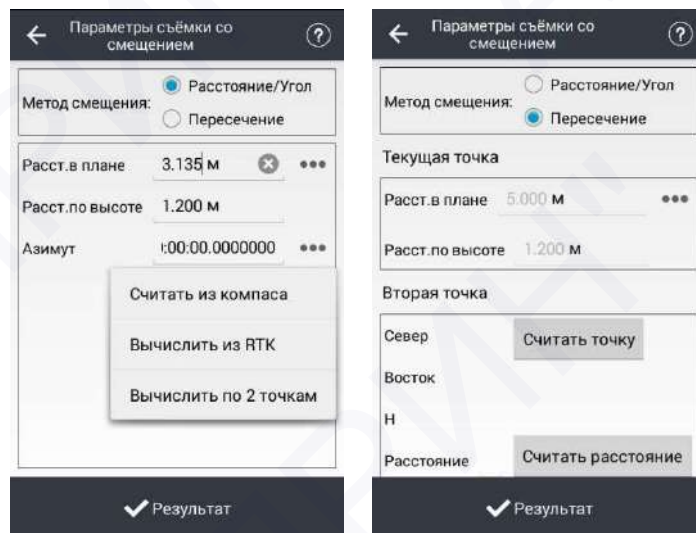 Параметры съёмки со
смещением
?
Метод смещения:
Расстояние/Угол
Пересечение
Расст.в плане 3.135 м
Расст.по высоте 1.200 м
Азимут :00:00.0000000
Считать из компаса
Вычислить из RTK
Вычислить по 2 точкам
Результат
Параметры съёмки со
смещением
?
Метод смещения:
Расстояние/Угол
Пересечение
Текущая точка
Расст.в плане 5.000 м
Расст.по высоте 1.200 м
Вторая точка
Север Считать точку
Восток
H
Расстояние Считать расстояние
Результат